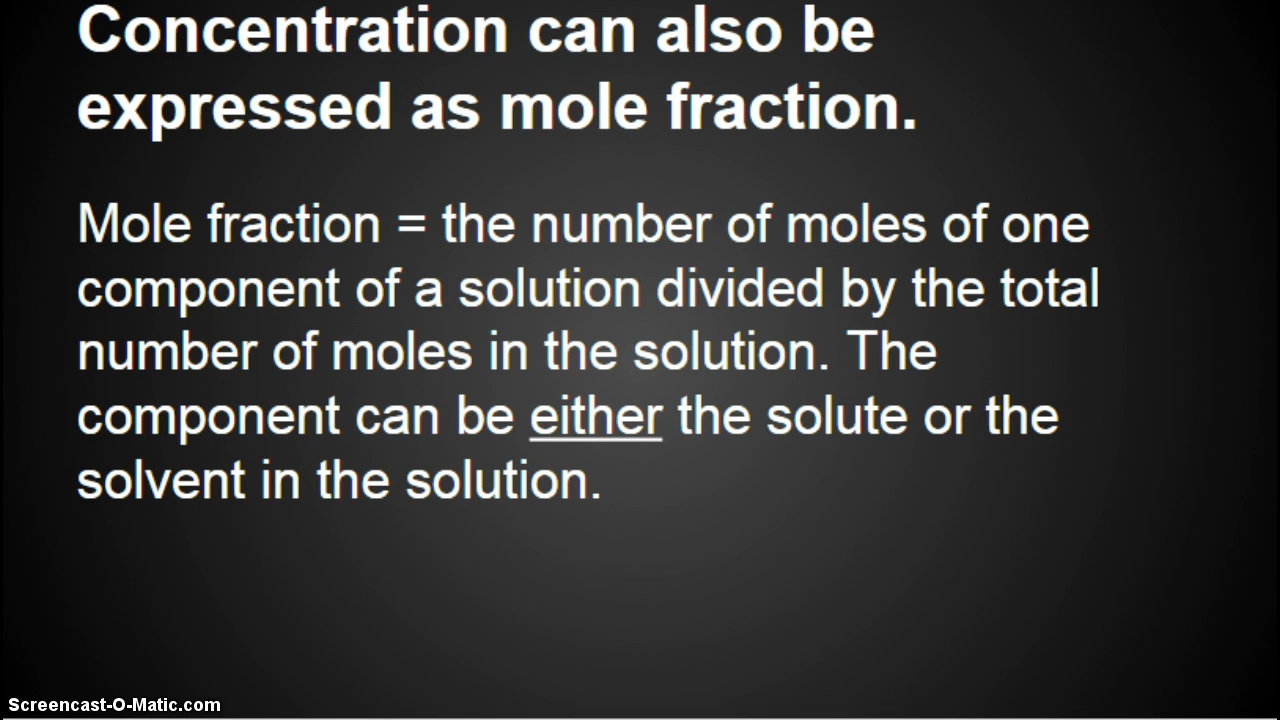 Concentration can also be
expressed as mole fraction.
Mole fraction = the number of moles of one
component of a solution divided by the total
number of moles in the solution. The
component can be either the solute or the
solvent in the solution.
Screencast-O-Matic.com